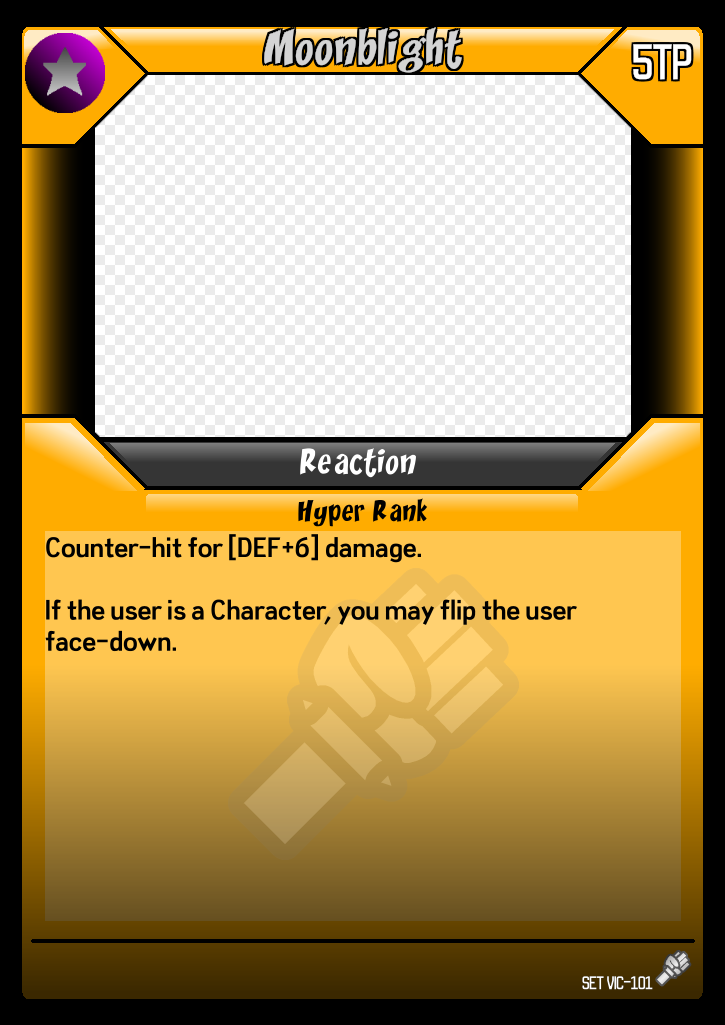 Moonblight
5TP
Reaction
Hyper Rank
Counter-hit for [DEF+6] damage.
If the user is a Character, you may flip the user
face-down.
SET VIC-101